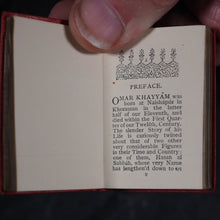 PREFACE.
OMAR KHAYYÁM was
born at Naishápúr in
Khorassan in the latter
half of our Eleventh, and
died within the First Quar-
ter of our Twelfth, Century.
The slender Story of his
Life is curiously twined
about that of two other
very considerable Figures
in their Time and Country:
one of them, Hasan al
Sabbáh, whose very Name
has lengthen'd down to us